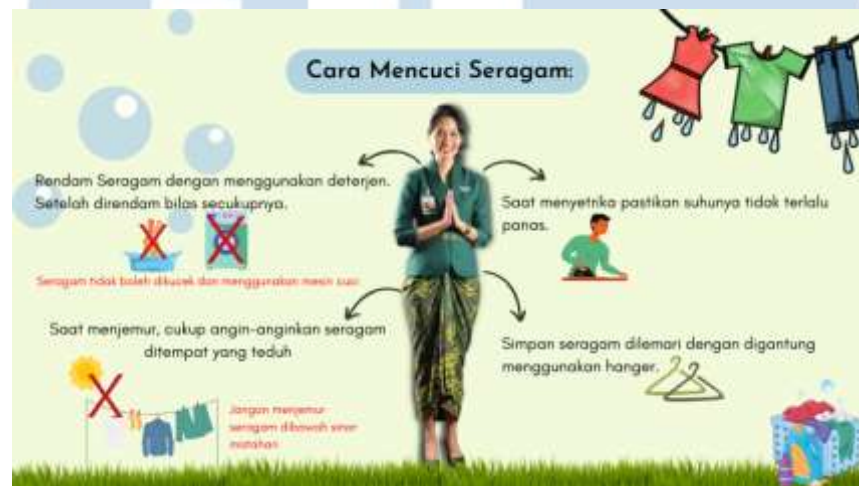 Cara Mencuci Seragam:
Rendam Seragam dengan menggunakan deterjen.
Setelah direndam bilas secukupnya.
Seragam tidak boleh dikucek dan menggunakan mesin cuci
Saat menjemur, cukup angin-anginkan seragam
ditempat yang teduh
Jangan menjemur
seragam dibawah sinar
matahari
Saat menyetrika pastikan suhunya tidak terlalu
panas.
Simpan seragam dilemari dengan digantung
menggunakan hanger.